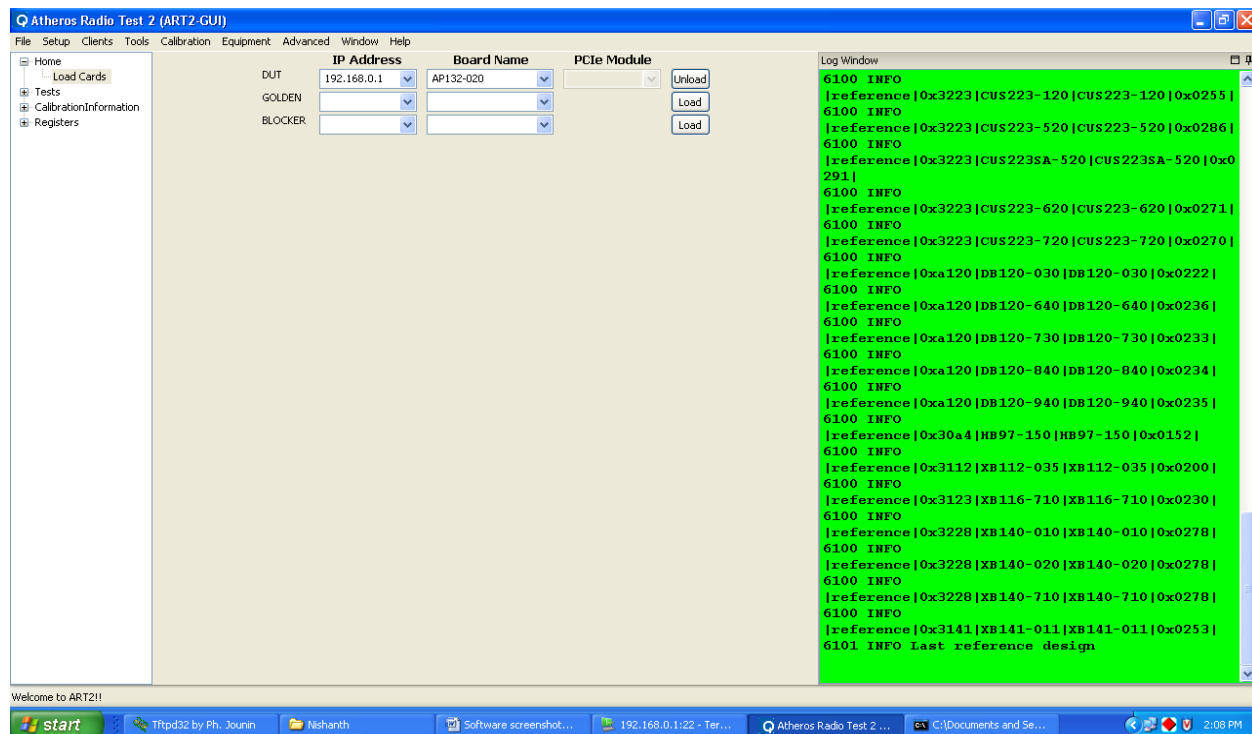 Atheros Radio Test 2 (ART2-GUI)
File Setup Clients Tools Calibration Equipment Advanced Window Help
Home
Load Cards
Tests
CalibrationInformation
Registers
IP Address Board Name PCIe Module
DUT 192.168.0.1 AP132-020 Unload
GOLDEN Load
BLOCKER Load
Log Window
6100 INFO
|reference|0x3223|CUS223-120|CUS223-120|0x0255|
6100 INFO
|reference|0x3223|CUS223-520|CUS223-520|0x0286|
6100 INFO
|reference|0x3223|CUS223SA-520|CUS223SA-520|0x0
291|
6100 INFO
|reference|0x3223|CUS223-620|CUS223-620|0x0271|
6100 INFO
|reference|0x3223|CUS223-720|CUS223-720|0x0270|
6100 INFO
|reference|0xa120|DB120-030|DB120-030|0x0222|
6100 INFO
|reference|0xa120|DB120-640|DB120-640|0x0236|
6100 INFO
|reference|0xa120|DB120-730|DB120-730|0x0233|
6100 INFO
|reference|0xa120|DB120-840|DB120-840|0x0234|
6100 INFO
|reference|0xa120|DB120-940|DB120-940|0x0235|
6100 INFO
|reference|0x30a4|HB97-150|HB97-150|0x0152|
6100 INFO
|reference|0x3112|XB112-035|XB112-035|0x0200|
6100 INFO
|reference|0x3123|XB116-710|XB116-710|0x0230|
6100 INFO
|reference|0x3228|XB140-010|XB140-010|0x0278|
6100 INFO
|reference|0x3228|XB140-020|XB140-020|0x0278|
6100 INFO
|reference|0x3228|XB140-710|XB140-710|0x0278|
6100 INFO
|reference|0x3141|XB141-011|XB141-011|0x0253|
6101 INFO Last reference design
Welcome to ART2!!
start Tftpd32 by Ph. Jounin Nishanth Software screenshot... 192.168.0.1:22 - Ter... Atheros Radio Test 2 ... C:\Documents and Se... 2:08 PM